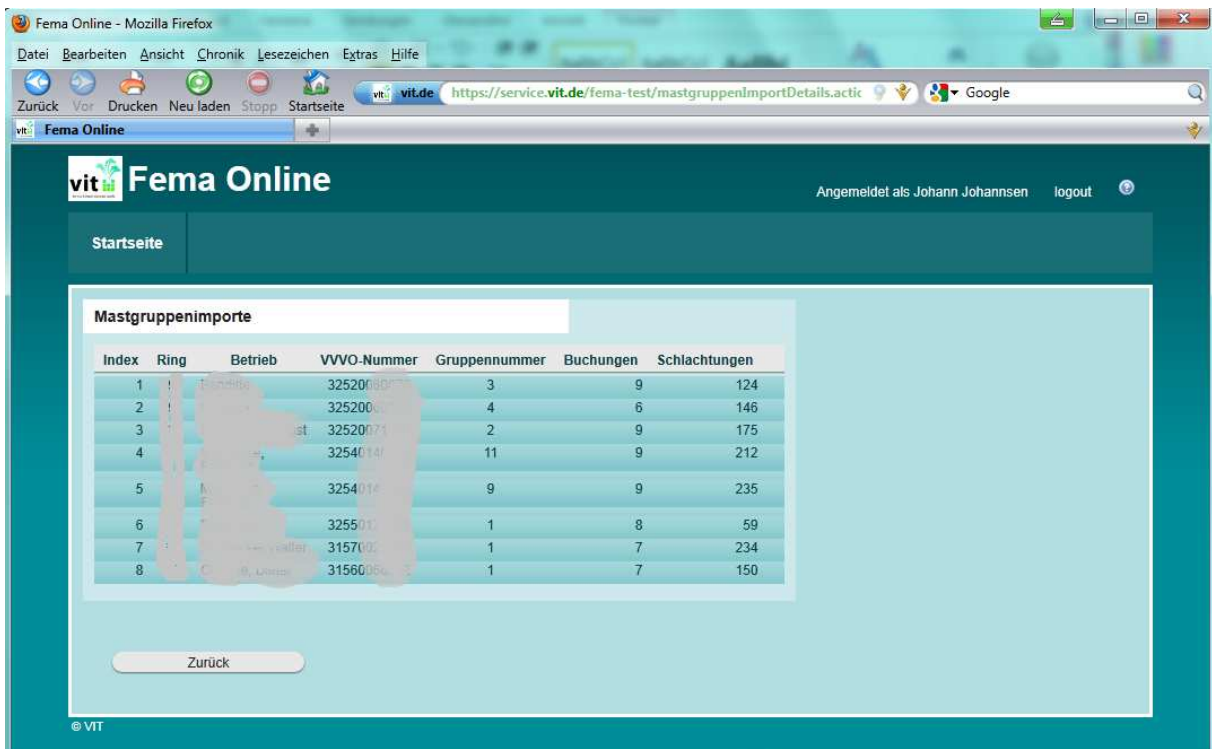 Fema Online - Mozilla Firefox
Datei Bearbeiten Ansicht Chronik Lesezeichen Extras Hilfe
Zurück Vor Drucken Neu laden Stopp Startseite vit.de https://service.vit.de/fema-test/mastgruppenImportDetails.actic Google
Fema Online
vit Fema Online
Angemeldet als Johann Johannsen logout
Startseite
Mastgruppenimporte
Index Ring Betrieb VVVO-Nummer Gruppennummer Buchungen Schlachtungen
1 3 9 124
2 4 6 146
3 2 9 175
4 11 9 212
5 9 9 235
6 1 8 59
7 1 7 234
8 1 7 150
Zurück
© VIT